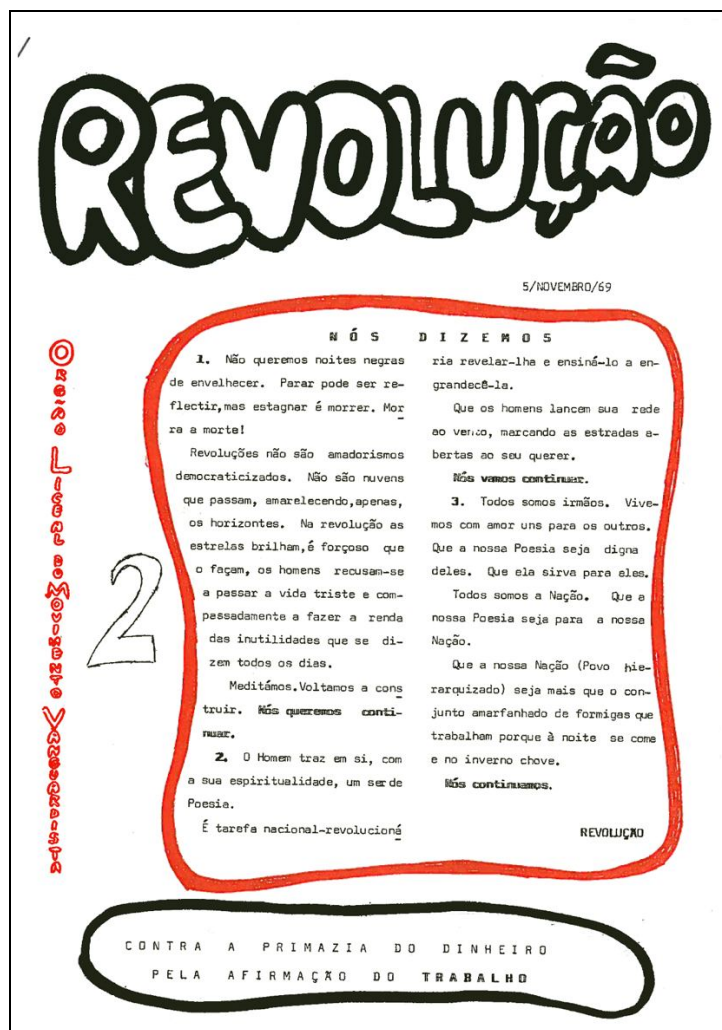 REVOLUÇÃO
5/NOVEMBRO/69
ORGÃO LICEAL DO MOVIMENTO VANGUARDISTA
2
NÓS DIZEMOS
1. Não queremos noites negras
de envelhecer. Parar pode ser re-
flectir,mas estagnar é morrer. Mor
ra a morte!
Revoluções não são amadorismos
democraticizados. Não são nuvens
que passam, amarelecendo,apenas,
os horizontes. Na revolução as
estrelas brilham,é forçoso que
o façam, os homens recusam-se
a passar a vida triste e com-
passadamente a fazer a renda
das inutilidades que se di-
zem todos os dias.
Meditámos.Voltamos a cons
truir. Nós queremos conti-
nuar.
2. O Homem traz em si, com
a sua espiritualidade, um ser de
Poesia.
É tarefa nacional-revolucioná
ria revelar-lha e ensiná-lo a en-
grandecê-la.
Que os homens lancem sua rede
ao vento, marcando as estradas a-
bertas ao seu querer.
Nós vamos continuar.
3. Todos somos irmãos. Vive-
mos com amor uns para os outros.
Que a nossa Poesia seja digna
deles. Que ela sirva para eles.
Todos somos a Nação. Que a
nossa Poesia seja para a nossa
Nação.
Que a nossa Nação (Povo hie-
rarquizado) seja mais que o con-
junto amarfanhado de formigas que
trabalham porque à noite se come
e no inverno chove.
Nós continuamos.
REVOLUÇÃO
CONTRA A PRIMAZIA DO DINHEIRO
PELA AFIRMAÇÃO DO TRABALHO